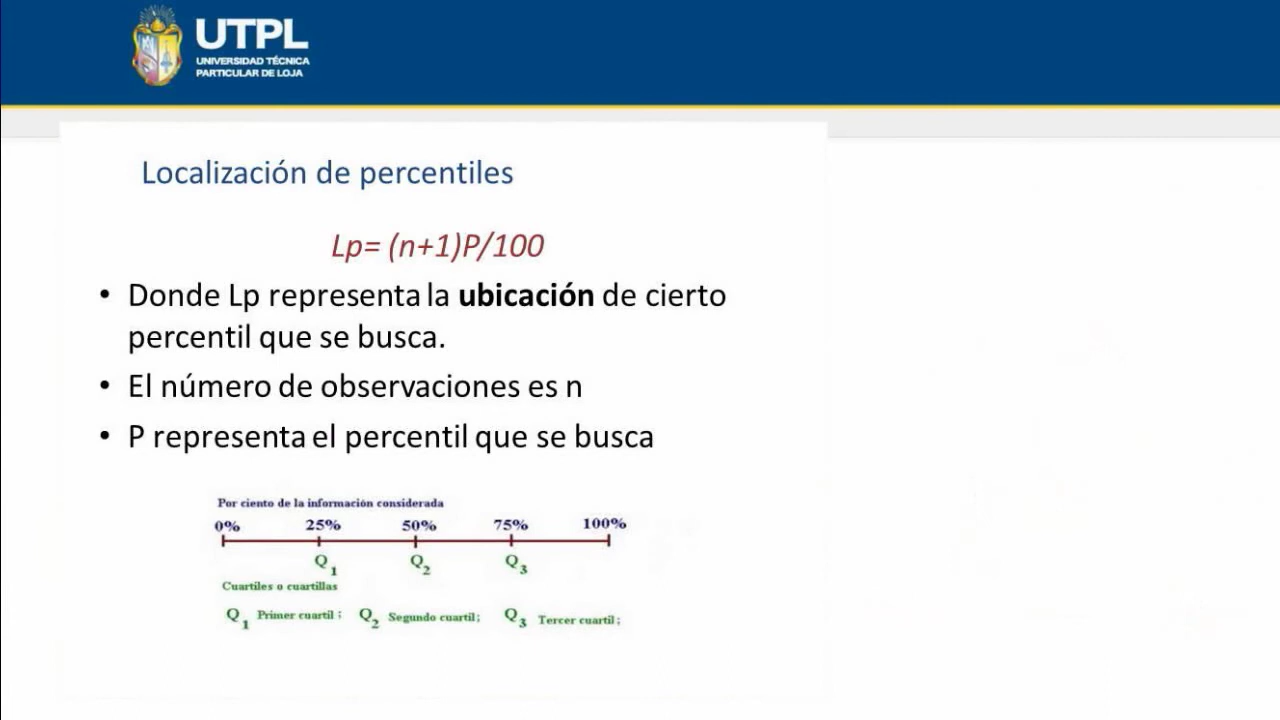 UTPL
UNIVERSIDAD TÉCNICA
PARTICULAR DE LOJA
Localización de percentiles
Lp= (n+1)P/100
• Donde Lp representa la ubicación de cierto
percentil que se busca.
• El número de observaciones es n
• P representa el percentil que se busca
Por ciento de la información considerada
0% 25% 50% 75% 100%
Q1 Q2 Q3
Cuartiles o cuartillas
Q1 Primer cuartil ; Q2 Segundo cuartil; Q3 Tercer cuartil;